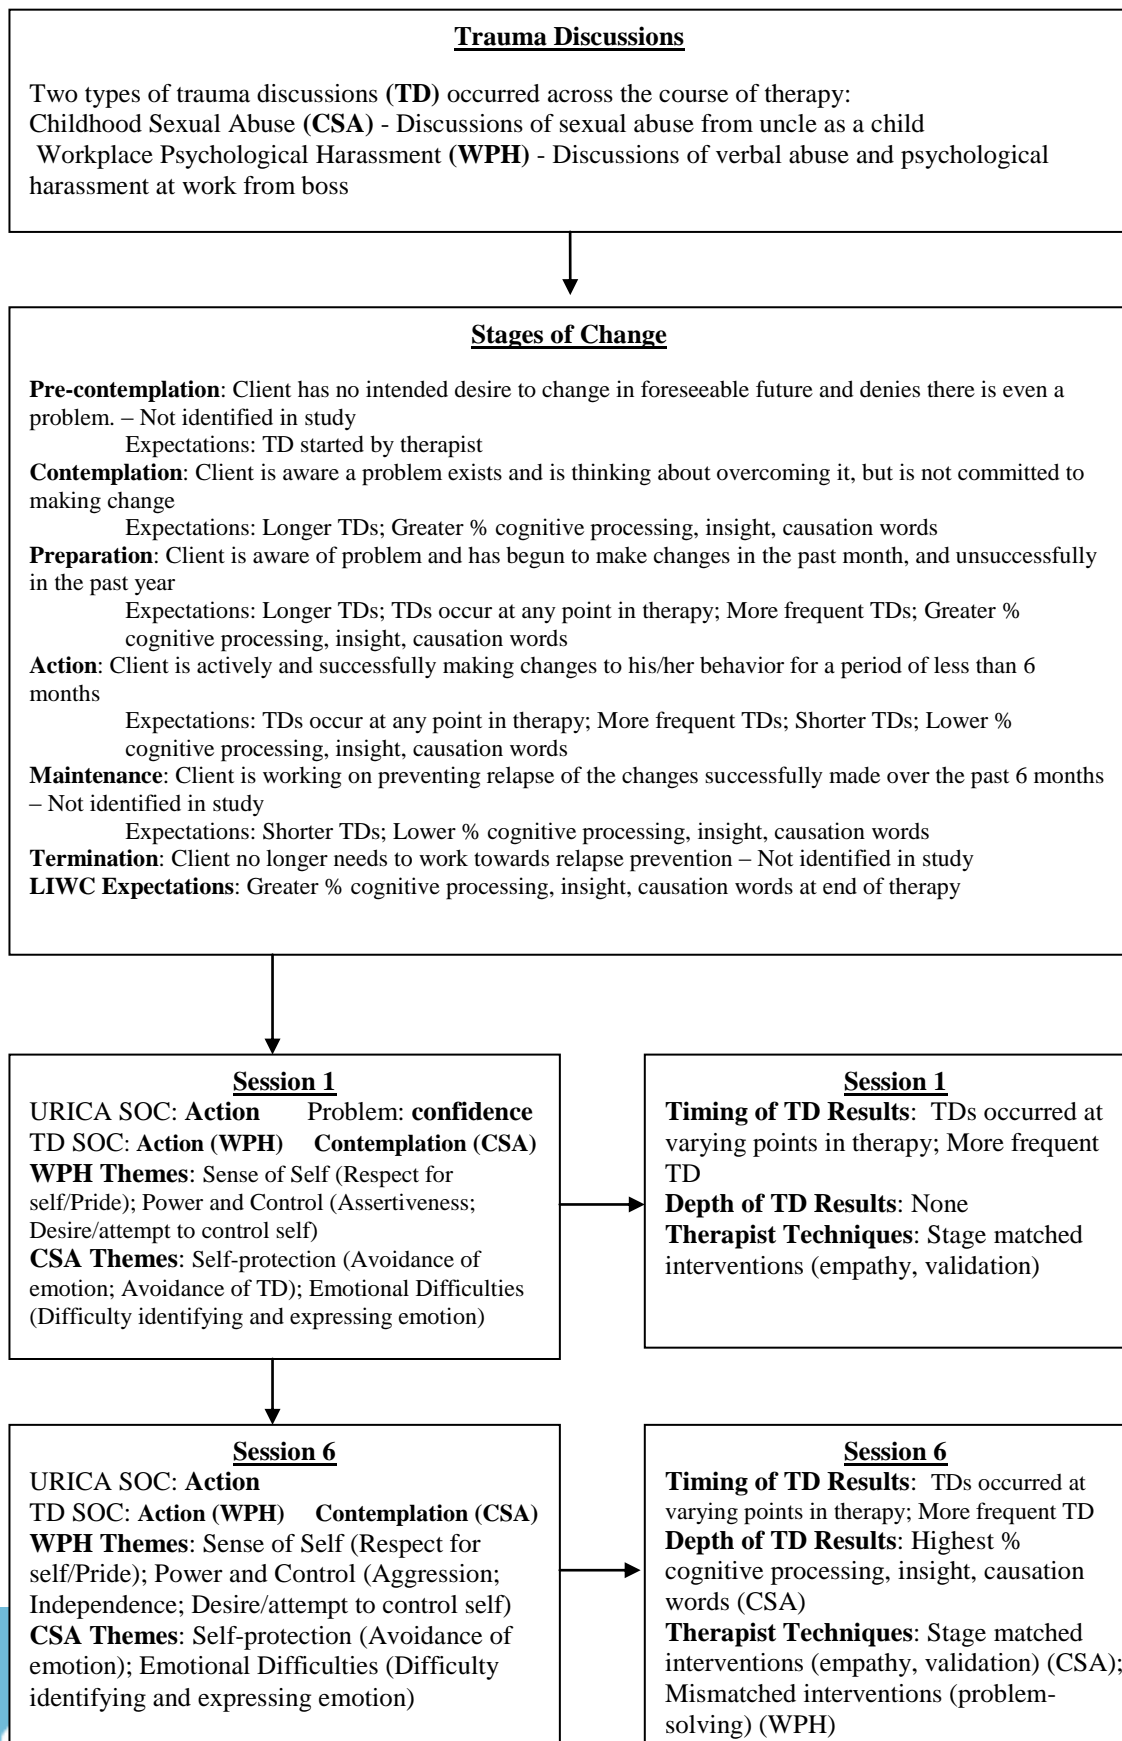 Trauma Discussions
Two types of trauma discussions (TD) occurred across the course of therapy:
Childhood Sexual Abuse (CSA) - Discussions of sexual abuse from uncle as a child
Workplace Psychological Harassment (WPH) - Discussions of verbal abuse and psychological
harassment at work from boss
Stages of Change
Pre-contemplation: Client has no intended desire to change in foreseeable future and denies there is even a
problem. – Not identified in study
Expectations: TD started by therapist
Contemplation: Client is aware a problem exists and is thinking about overcoming it, but is not committed to
making change
Expectations: Longer TDs; Greater % cognitive processing, insight, causation words
Preparation: Client is aware of problem and has begun to make changes in the past month, and unsuccessfully
in the past year
Expectations: Longer TDs; TDs occur at any point in therapy; More frequent TDs; Greater %
cognitive processing, insight, causation words
Action: Client is actively and successfully making changes to his/her behavior for a period of less than 6
months
Expectations: TDs occur at any point in therapy; More frequent TDs; Shorter TDs; Lower %
cognitive processing, insight, causation words
Maintenance: Client is working on preventing relapse of the changes successfully made over the past 6 months
– Not identified in study
Expectations: Shorter TDs; Lower % cognitive processing, insight, causation words
Termination: Client no longer needs to work towards relapse prevention – Not identified in study
LIWC Expectations: Greater % cognitive processing, insight, causation words at end of therapy
Session 1
URICA SOC: Action Problem: confidence
TD SOC: Action (WPH) Contemplation (CSA)
WPH Themes: Sense of Self (Respect for
self/Pride); Power and Control (Assertiveness;
Desire/attempt to control self)
CSA Themes: Self-protection (Avoidance of
emotion; Avoidance of TD); Emotional Difficulties
(Difficulty identifying and expressing emotion)
Session 1
Timing of TD Results: TDs occurred at
varying points in therapy; More frequent
TD
Depth of TD Results: None
Therapist Techniques: Stage matched
interventions (empathy, validation)
Session 6
URICA SOC: Action
TD SOC: Action (WPH) Contemplation (CSA)
WPH Themes: Sense of Self (Respect for
self/Pride); Power and Control (Aggression;
Independence; Desire/attempt to control self)
CSA Themes: Self-protection (Avoidance of
emotion); Emotional Difficulties (Difficulty
identifying and expressing emotion)
Session 6
Timing of TD Results: TDs occurred at
varying points in therapy; More frequent TD
Depth of TD Results: Highest %
cognitive processing, insight, causation
words (CSA)
Therapist Techniques: Stage matched
interventions (empathy, validation) (CSA);
Mismatched interventions (problem-
solving) (WPH)